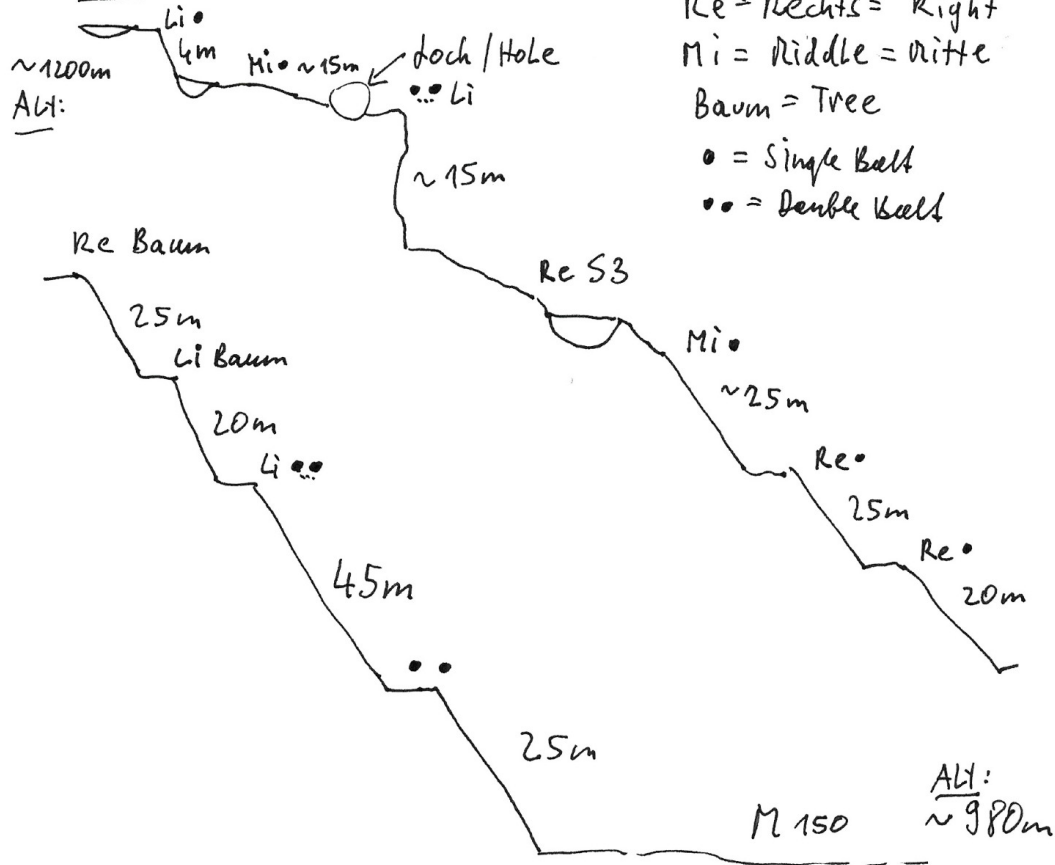 Re - Rechts = Right
Mi = Middle = Mitte
Baum = Tree
• = Single Bolt
•• = Double Bolt
Li •
4m
~1200m
ALT:
Mi • ~15m
Loch / Hole
•• Li
~15m
Re S3
Mi •
~25m
Re •
25m
Re •
20m
Re Baum
25m
Li Baum
20m
Li ••
45m
••
25m
M 150
ALT:
~980m